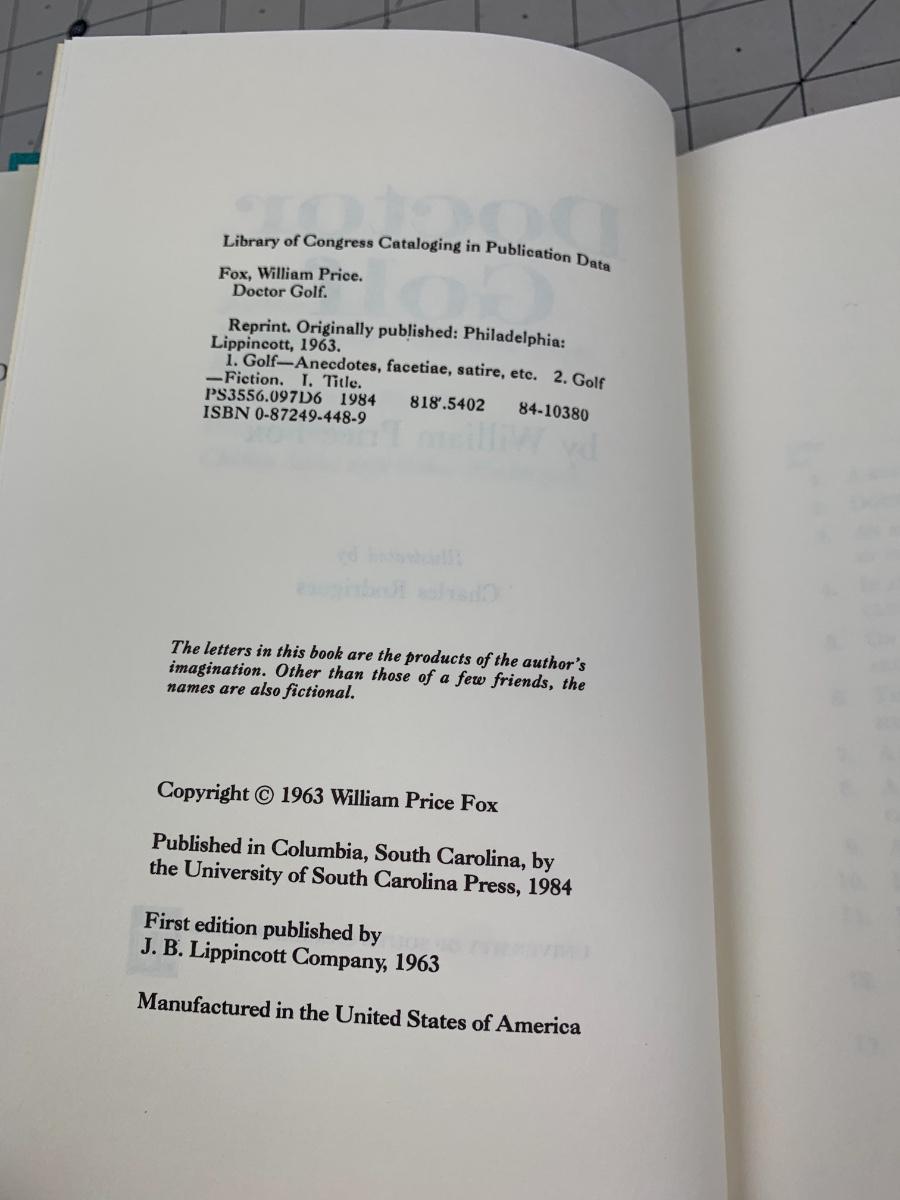 Library of Congress Cataloging in Publication Data
Fox, William Price.
Doctor Golf.
Reprint. Originally published: Philadelphia:
Lippincott, 1963.
1. Golf—Anecdotes, facetiae, satire, etc. 2. Golf
—Fiction. I. Title.
PS3556.097D6 1984 818'.5402 84-10380
ISBN 0-87249-448-9
The letters in this book are the products of the author's
imagination. Other than those of a few friends, the
names are also fictional.
Copyright © 1963 William Price Fox
Published in Columbia, South Carolina, by
the University of South Carolina Press, 1984
First edition published by
J. B. Lippincott Company, 1963
Manufactured in the United States of America